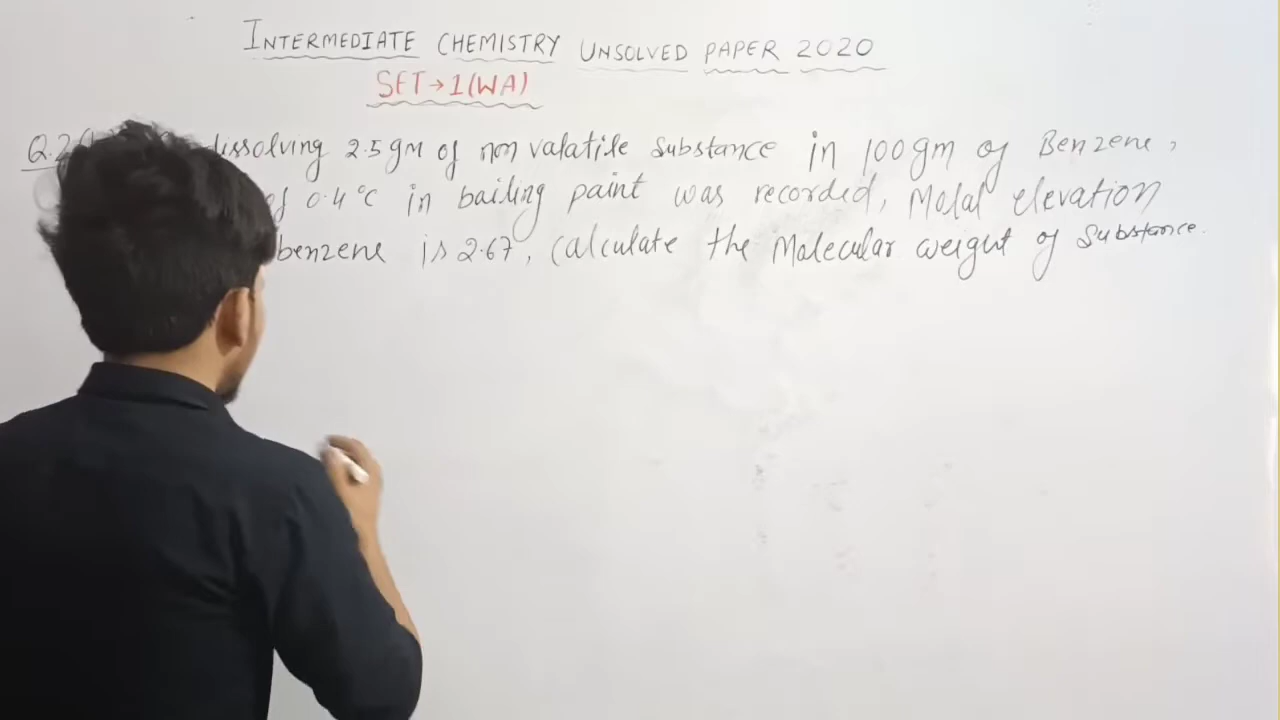 INTERMEDIATE CHEMISTRY UNSOLVED PAPER 2020
SET→1(WA)
Q.2 dissolving 2.5gm of non valatile substance in 100gm of Benzene,
of 0.4°C in bailing paint was recorded, Molal elevation
benzene is 2.67, Calculate the Molecular weight of Substance.